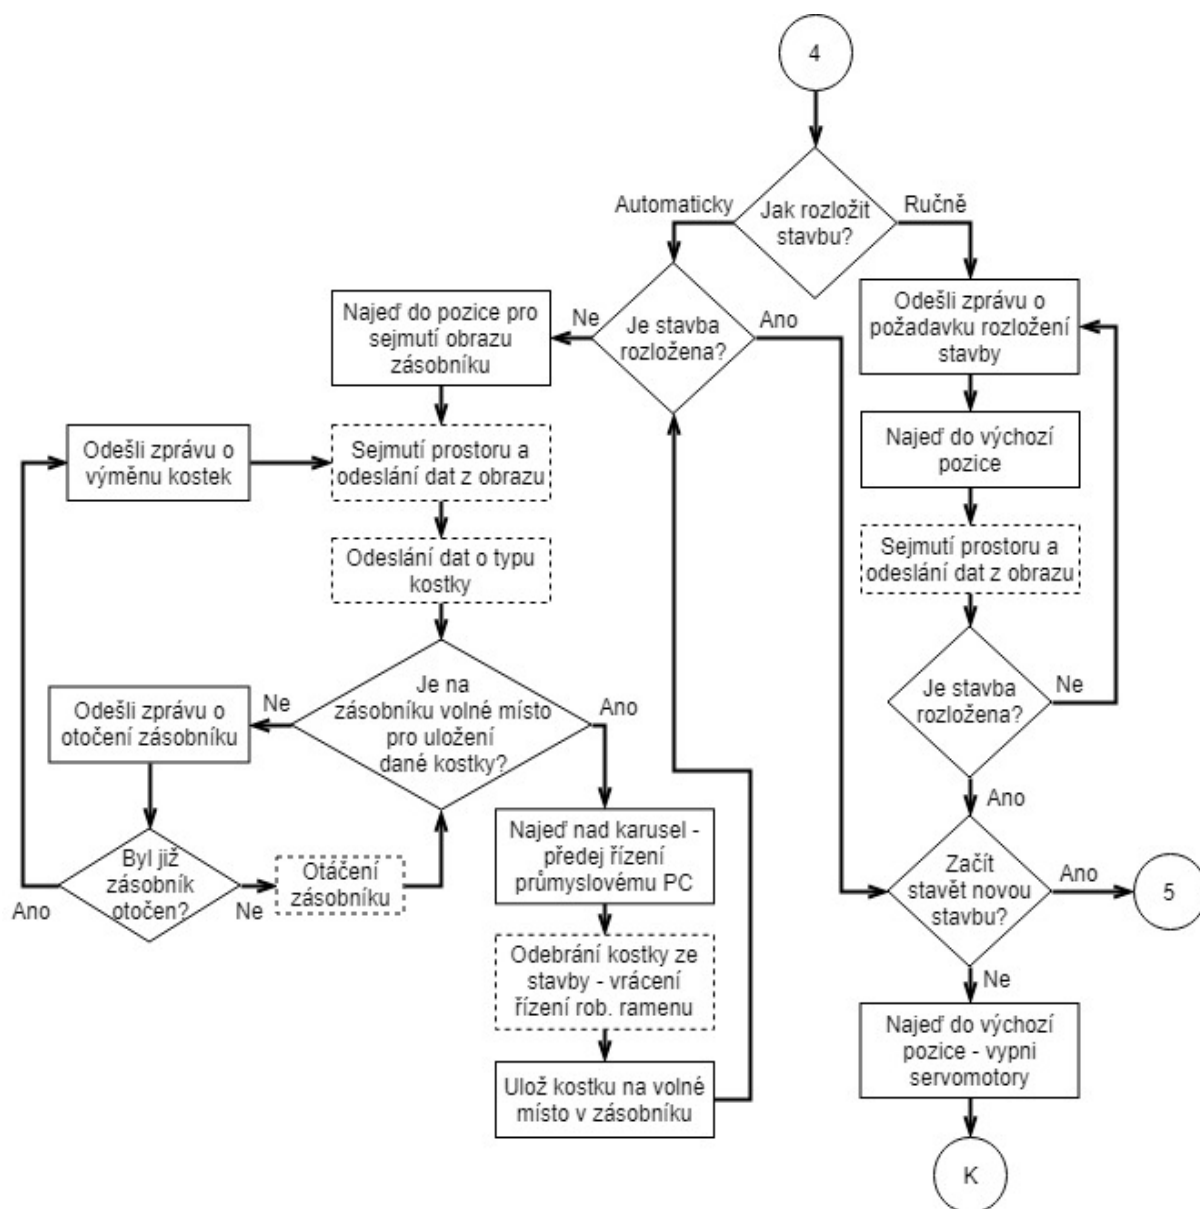 4
Jak rozložit
stavbu?
Automaticky
Ručně
Je stavba
rozložena?
Ne
Ano
Najeď do pozice pro
sejmutí obrazu
zásobníku
Odešli zprávu o
požadavku rozložení
stavby
Odešli zprávu o
výměnu kostek
Sejmutí prostoru a
odeslání dat z obrazu
Najeď do výchozí
pozice
Odeslání dat o typu
kostky
Sejmutí prostoru a
odeslání dat z obrazu
Je na
zásobníku volné místo
pro uložení
dané kostky?
Ne
Ano
Odešli zprávu o
otočení zásobníku
Je stavba
rozložena?
Ne
Ano
Byl již
zásobník
otočen?
Ano
Ne
Otáčení
zásobníku
Najeď nad karusel -
předej řízení
průmyslovému PC
Začít
stavět novou
stavbu?
Ano
5
Ne
Odebrání kostky ze
stavby - vrácení
řízení rob. ramenu
Najeď do výchozí
pozice - vypni
servomotory
Ulož kostku na volné
místo v zásobníku
K